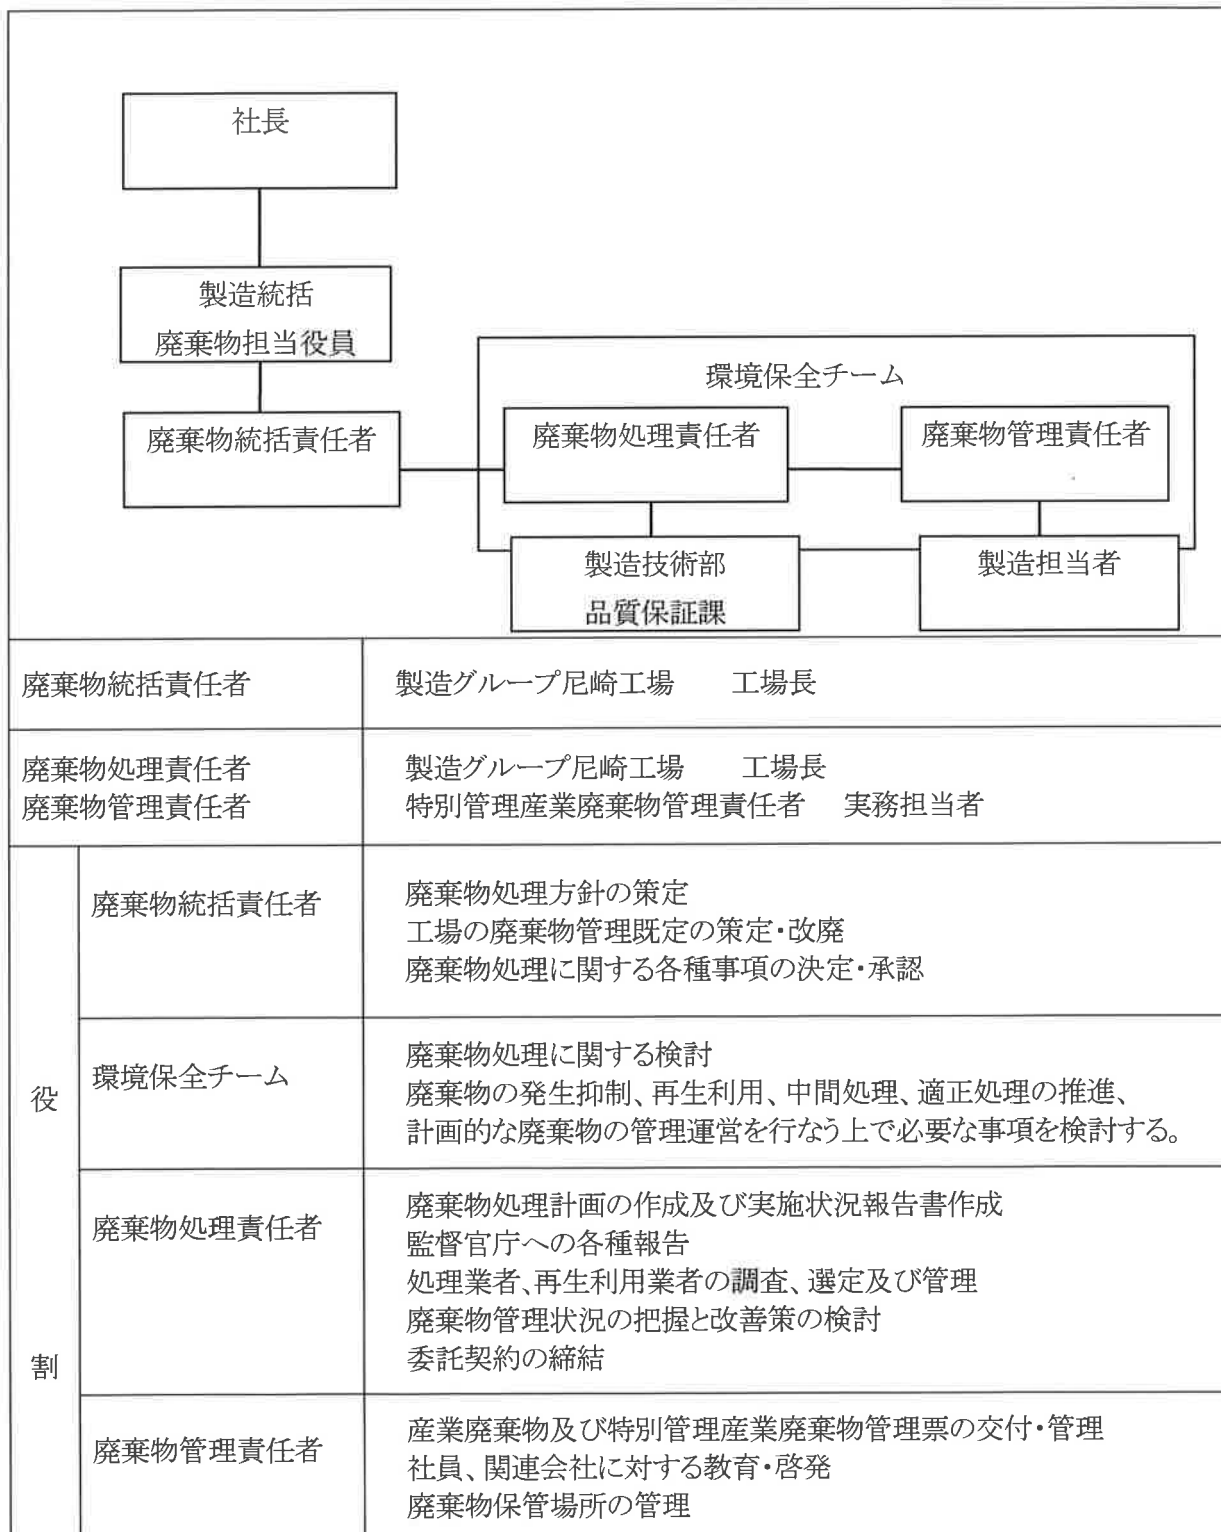 社長
製造統括
廃棄物担当役員
環境保全チーム
廃棄物統括責任者
廃棄物処理責任者
廃棄物管理責任者
製造技術部
品質保証課
製造担当者
廃棄物統括責任者 製造グループ尼崎工場 工場長
廃棄物処理責任者 製造グループ尼崎工場 工場長
廃棄物管理責任者 特別管理産業廃棄物管理責任者 実務担当者
役割
廃棄物統括責任者
廃棄物処理方針の策定
工場の廃棄物管理既定の策定・改廃
廃棄物処理に関する各種事項の決定・承認
環境保全チーム
廃棄物処理に関する検討
廃棄物の発生抑制、再生利用、中間処理、適正処理の推進、
計画的な廃棄物の管理運営を行なう上で必要な事項を検討する。
廃棄物処理責任者
廃棄物処理計画の作成及び実施状況報告書作成
監督官庁への各種報告
処理業者、再生利用業者の調査、選定及び管理
廃棄物管理状況の把握と改善策の検討
委託契約の締結
廃棄物管理責任者
産業廃棄物及び特別管理産業廃棄物管理票の交付・管理
社員、関連会社に対する教育・啓発
廃棄物保管場所の管理